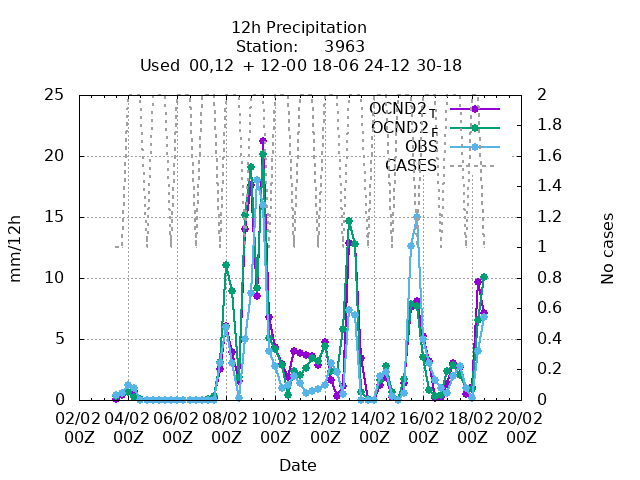 12h Precipitation
Station: 3963
Used 00,12 + 12-00 18-06 24-12 30-18
25 2
OCND2_T
1.8
OCND2_F
20 1.6
OBS
CASES
1.4
15 1.2
mm/12h
No cases
1
10 0.8
0.6
5 0.4
0.2
0 0
02/02 04/02 06/02 08/02 10/02 12/02 14/02 16/02 18/02 20/02
00Z 00Z 00Z 00Z 00Z 00Z 00Z 00Z 00Z 00Z
Date